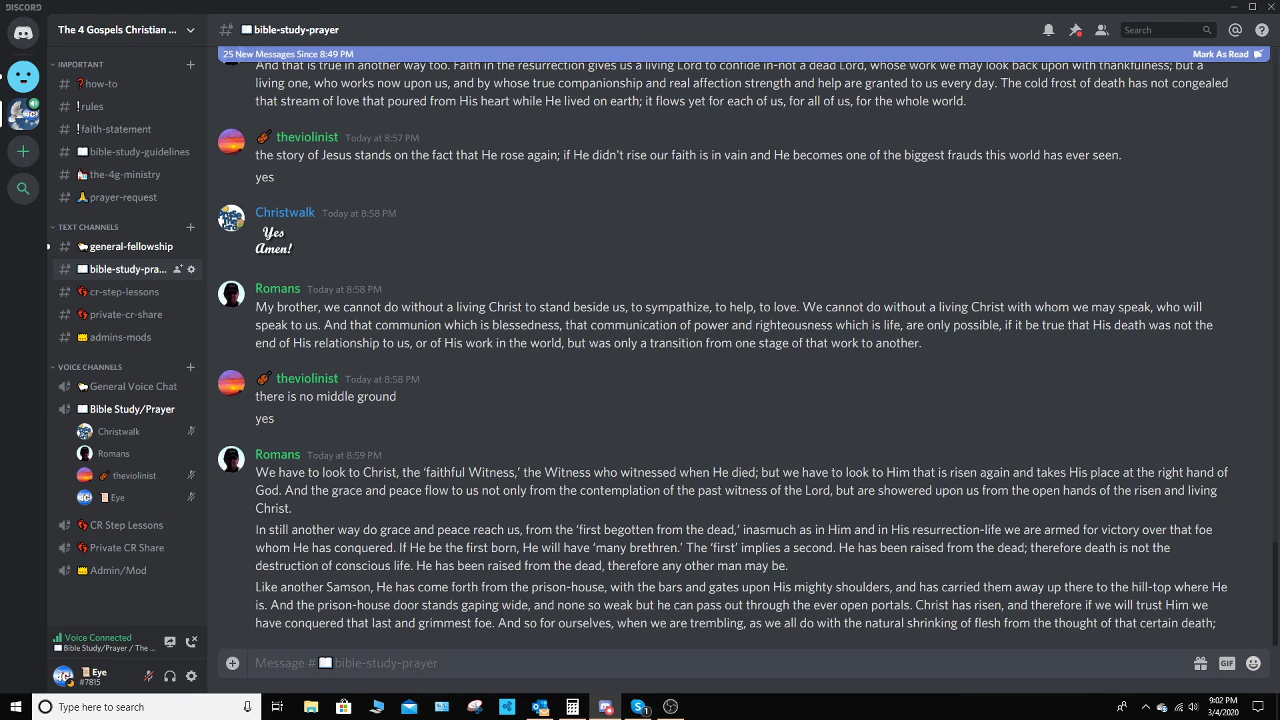 DISCORD
The 4 Gospels Christian ...
bible-study-prayer
Search
25 New Messages Since 8:49 PM
Mark As Read
IMPORTANT
how-to
rules
faith-statement
bible-study-guidelines
the-4g-ministry
prayer-request
TEXT CHANNELS
general-fellowship
bible-study-pra...
cr-step-lessons
private-cr-share
admins-mods
VOICE CHANNELS
General Voice Chat
Bible Study/Prayer
Christwalk
Romans
theviolinist
Eye
CR Step Lessons
Private CR Share
Admin/Mod
Voice Connected
Bible Study/Prayer / The ...
Eye
#7815
And that is true in another way too. Faith in the resurrection gives us a living Lord to confide in-not a dead Lord, whose work we may look back upon with thankfulness; but a
living one, who works now upon us, and by whose true companionship and real affection strength and help are granted to us every day. The cold frost of death has not congealed
that stream of love that poured from His heart while He lived on earth; it flows yet for each of us, for all of us, for the whole world.
theviolinist Today at 8:57 PM
the story of Jesus stands on the fact that He rose again; if He didn't rise our faith is in vain and He becomes one of the biggest frauds this world has ever seen.
yes
Christwalk Today at 8:58 PM
Yes
Amen!
Romans Today at 8:58 PM
My brother, we cannot do without a living Christ to stand beside us, to sympathize, to help, to love. We cannot do without a living Christ with whom we may speak, who will
speak to us. And that communion which is blessedness, that communication of power and righteousness which is life, are only possible, if it be true that His death was not the
end of His relationship to us, or of His work in the world, but was only a transition from one stage of that work to another.
theviolinist Today at 8:58 PM
there is no middle ground
yes
Romans Today at 8:59 PM
We have to look to Christ, the ‘faithful Witness,’ the Witness who witnessed when He died; but we have to look to Him that is risen again and takes His place at the right hand of
God. And the grace and peace flow to us not only from the contemplation of the past witness of the Lord, but are showered upon us from the open hands of the risen and living
Christ.
In still another way do grace and peace reach us, from the ‘first begotten from the dead,’ inasmuch as in Him and in His resurrection-life we are armed for victory over that foe
whom He has conquered. If He be the first born, He will have ‘many brethren.’ The ‘first’ implies a second. He has been raised from the dead; therefore death is not the
destruction of conscious life. He has been raised from the dead, therefore any other man may be.
Like another Samson, He has come forth from the prison-house, with the bars and gates upon His mighty shoulders, and has carried them away up there to the hill-top where He
is. And the prison-house door stands gaping wide, and none so weak but he can pass out through the ever open portals. Christ has risen, and therefore if we will trust Him we
have conquered that last and grimmest foe. And so for ourselves, when we are trembling, as we all do with the natural shrinking of flesh from the thought of that certain death;
Message # bible-study-prayer
GIF
Type here to search
9:02 PM
3/4/2020